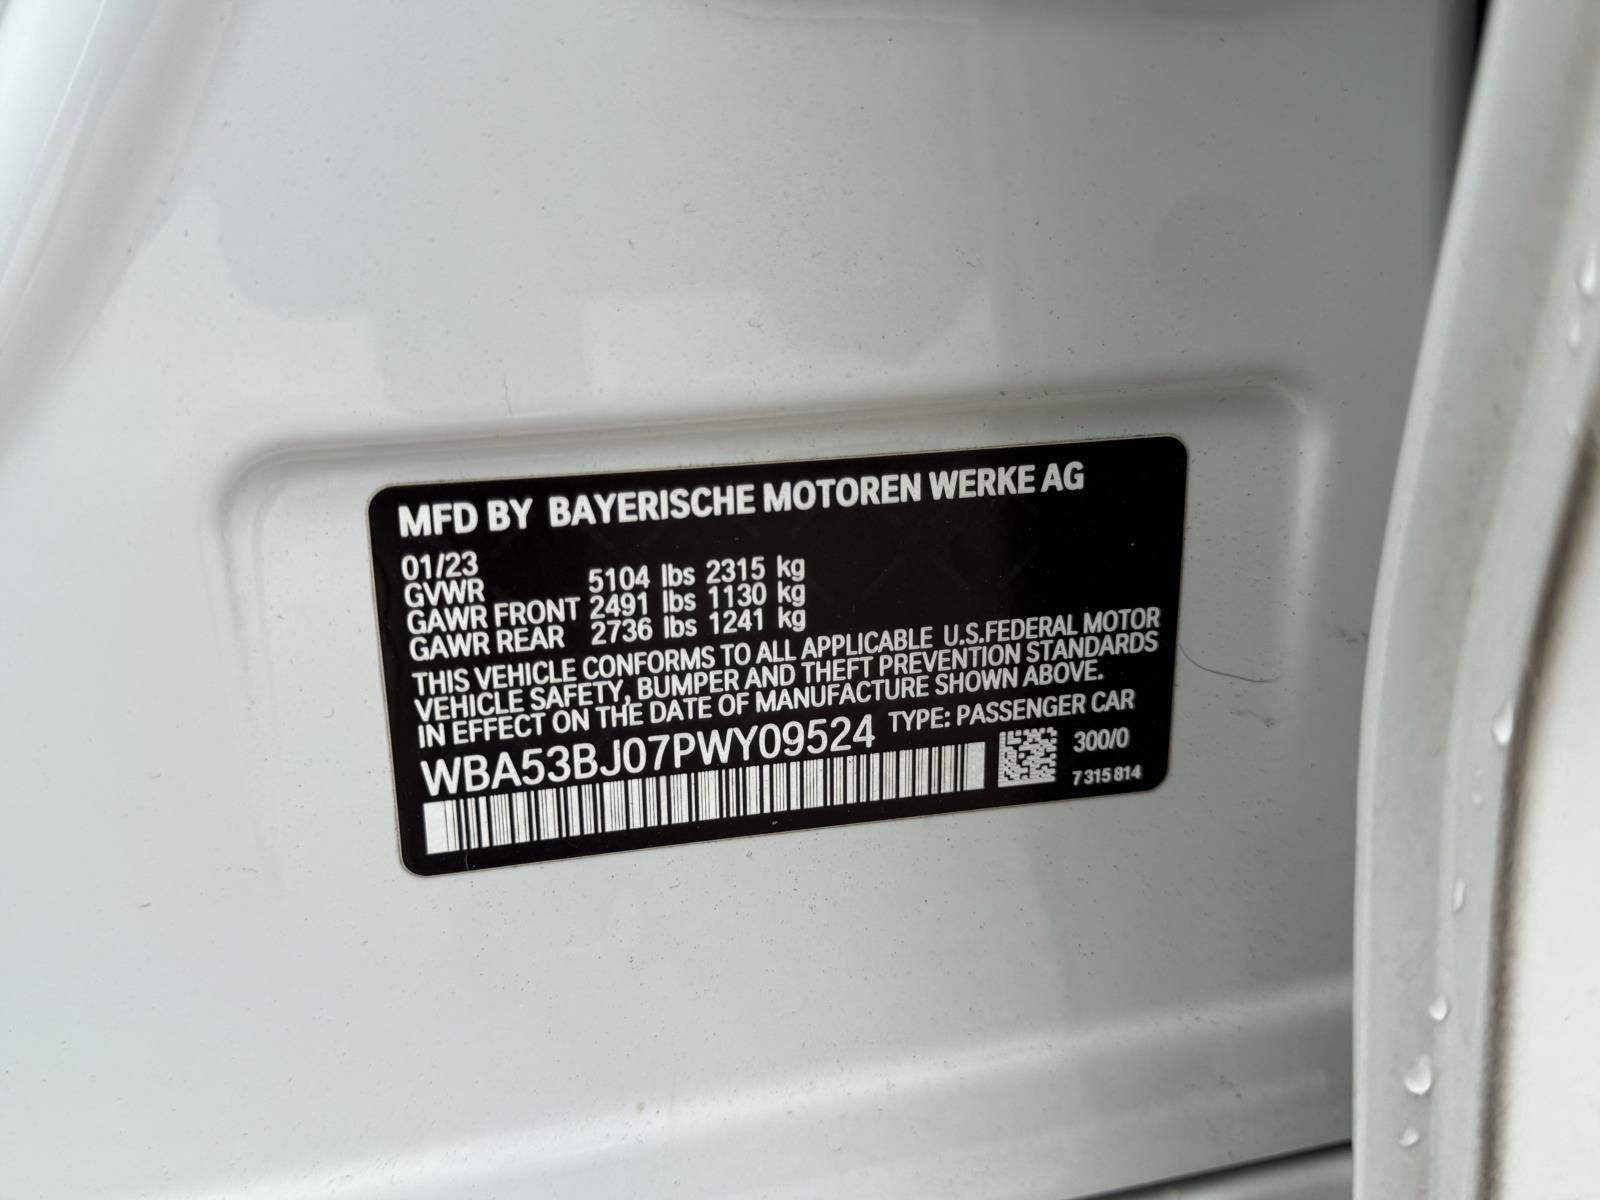 MFD BY BAYERISCHE MOTOREN WERKE AG
01/23
GVWR 5104 lbs 2315 kg
GAWR FRONT 2491 lbs 1130 kg
GAWR REAR 2736 lbs 1241 kg
THIS VEHICLE CONFORMS TO ALL APPLICABLE U.S.FEDERAL MOTOR
VEHICLE SAFETY, BUMPER AND THEFT PREVENTION STANDARDS
IN EFFECT ON THE DATE OF MANUFACTURE SHOWN ABOVE.
WBA53BJ07PWY09524 TYPE: PASSENGER CAR
300/0
7 315 814